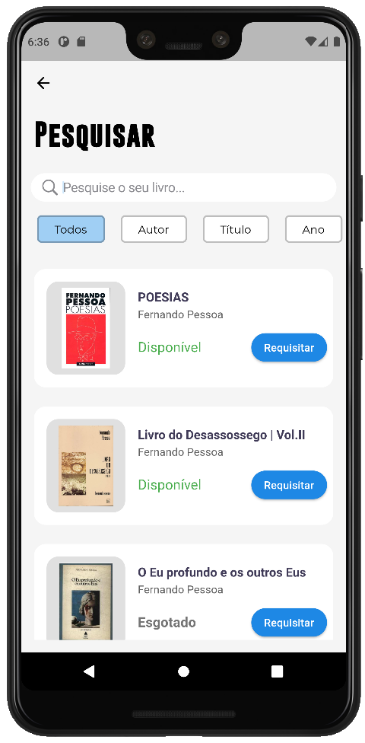 6:36
Pesquisar
Pesquise o seu livro...
Todos
Autor
Título
Ano
FERNANDO
PESSOA
POESIAS
POESIAS
Fernando Pessoa
Disponível
Requisitar
Livro do Desassossego | Vol.II
Fernando Pessoa
Disponível
Requisitar
O Eu profundo e os outros Eus
Fernando Pessoa
Esgotado
Requisitar